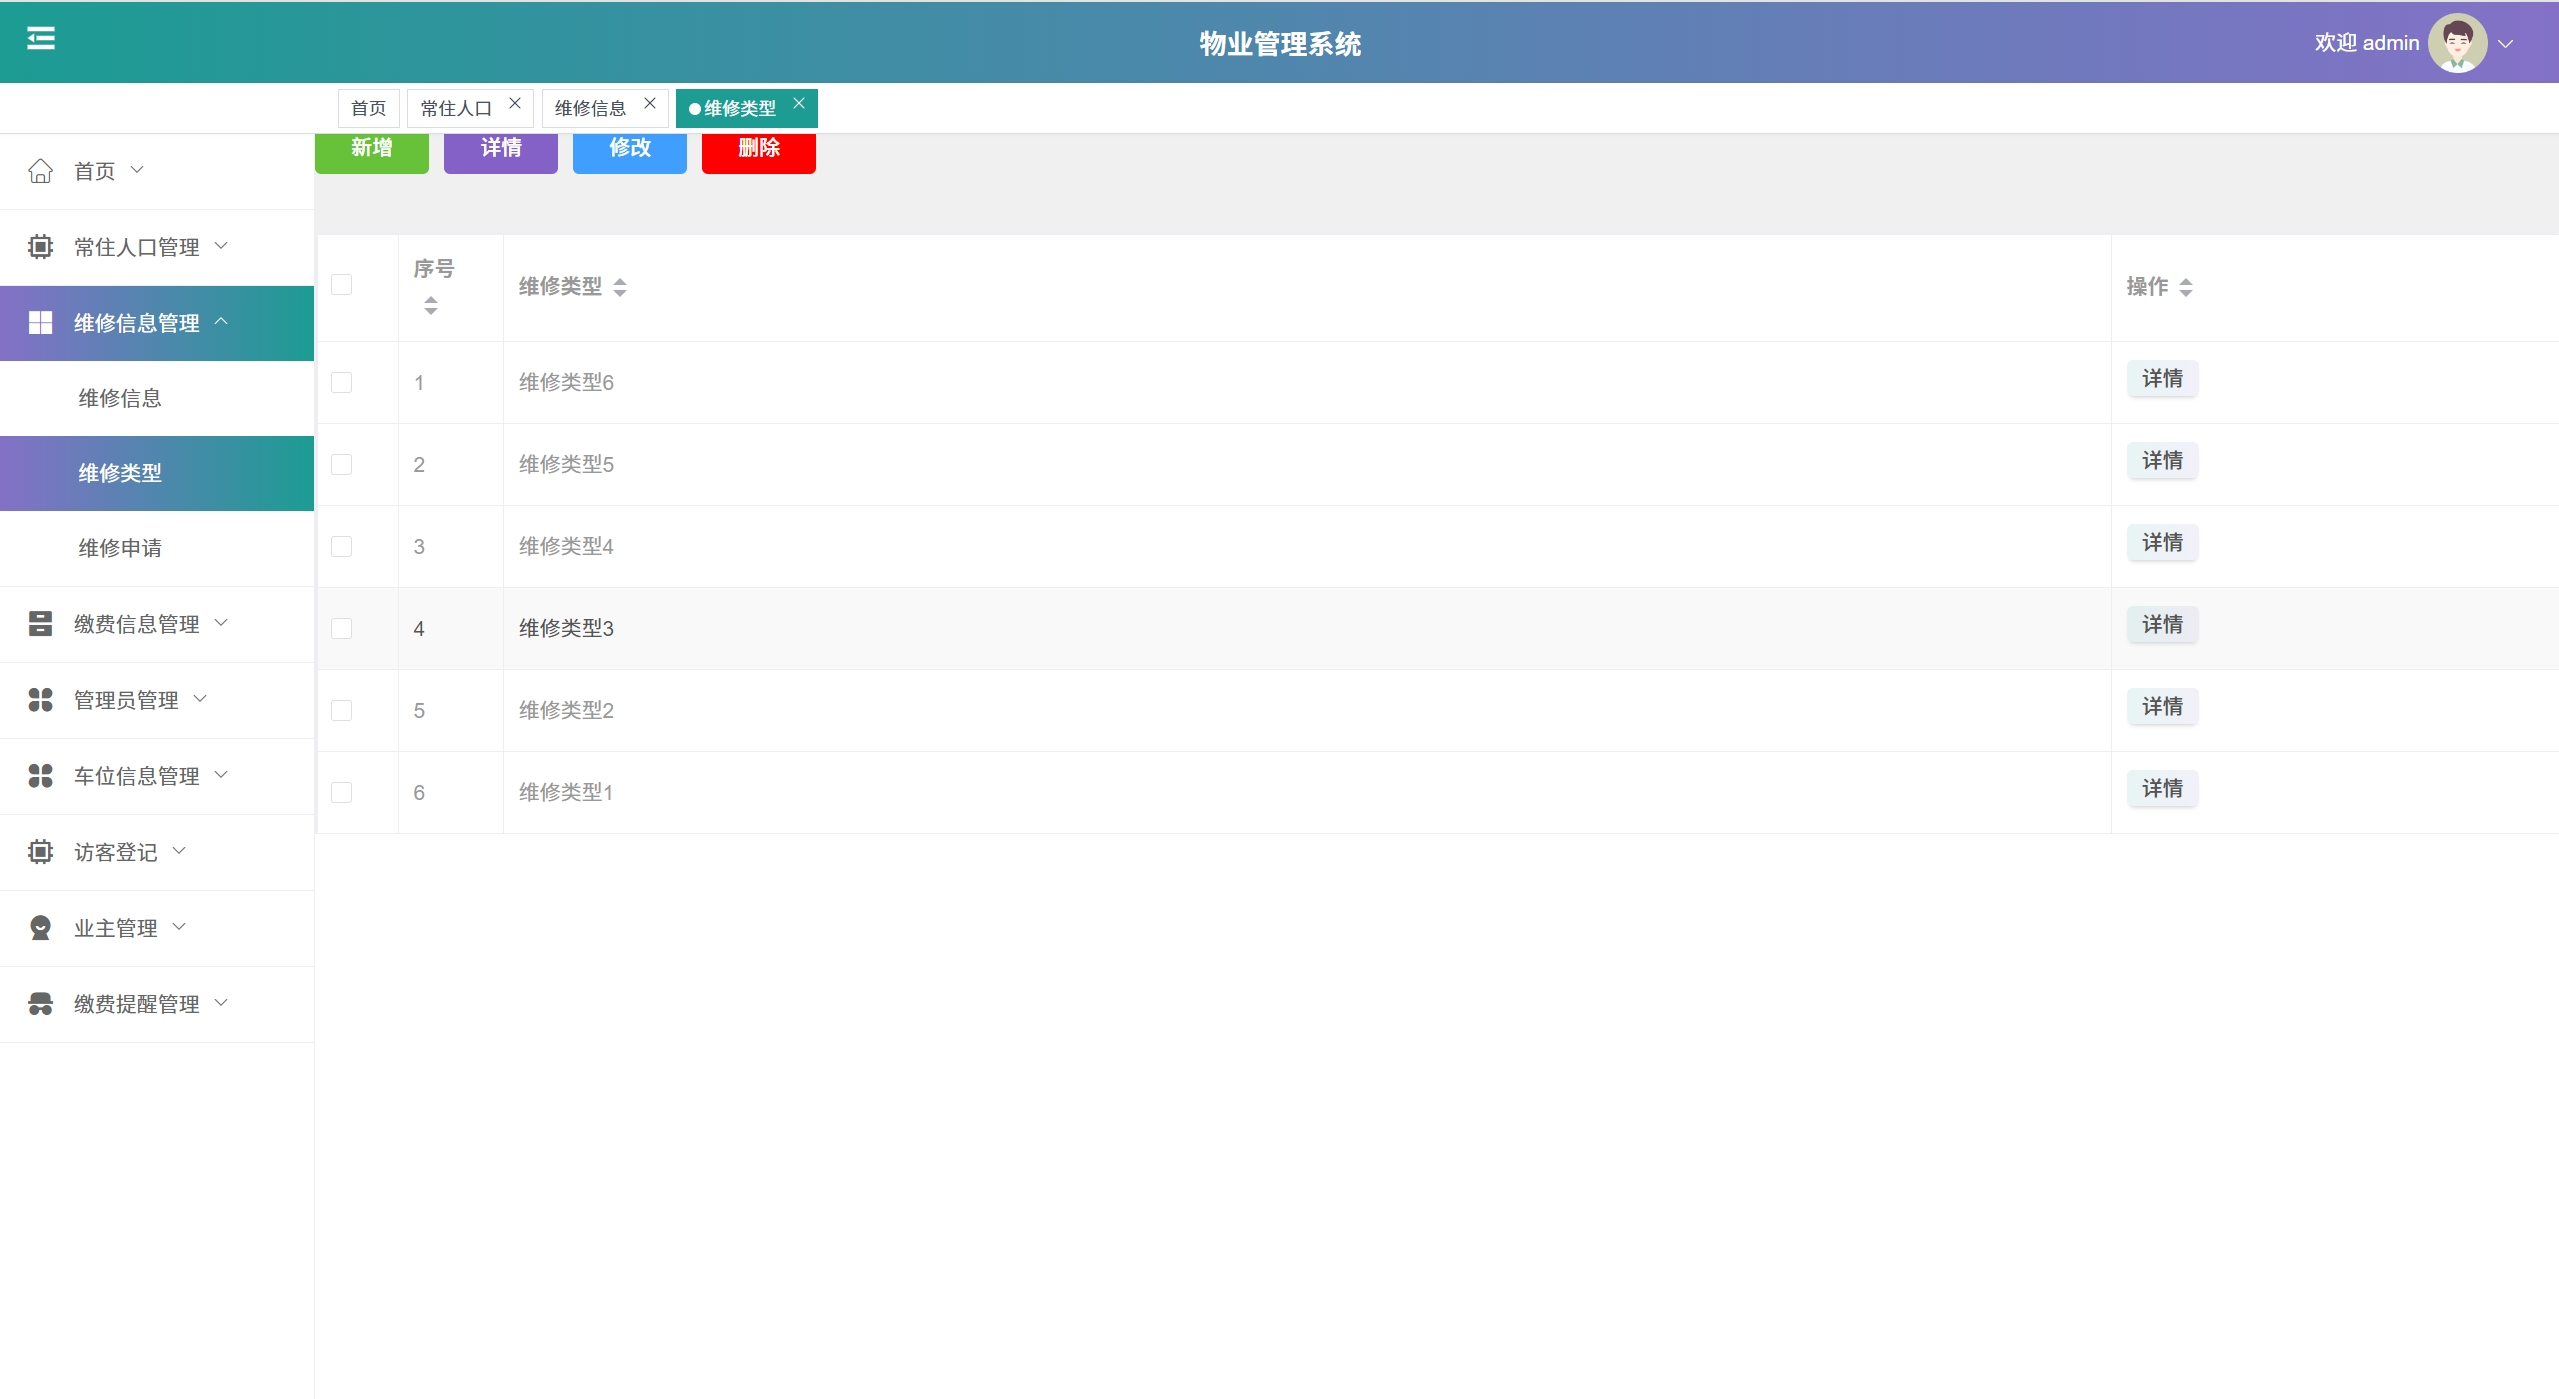 物业管理系统
欢迎 admin
首页 常住人口 维修信息 维修类型
新增 详情 修改 删除
首页
常住人口管理
维修信息管理
维修信息
维修类型
维修申请
缴费信息管理
管理员管理
车位信息管理
访客登记
业主管理
缴费提醒管理
序号 维修类型 操作
1 维修类型6 详情
2 维修类型5 详情
3 维修类型4 详情
4 维修类型3 详情
5 维修类型2 详情
6 维修类型1 详情